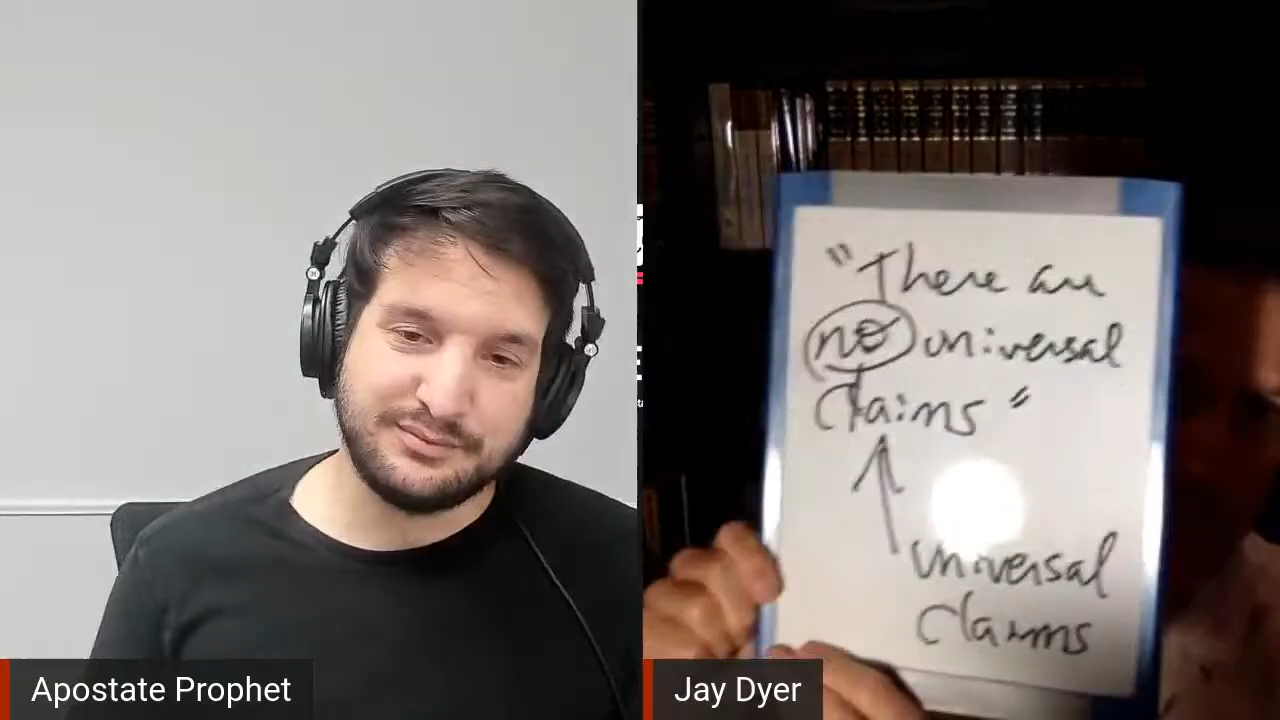 "There are
no universal
Claims"
universal
Claims
Apostate Prophet
Jay Dyer